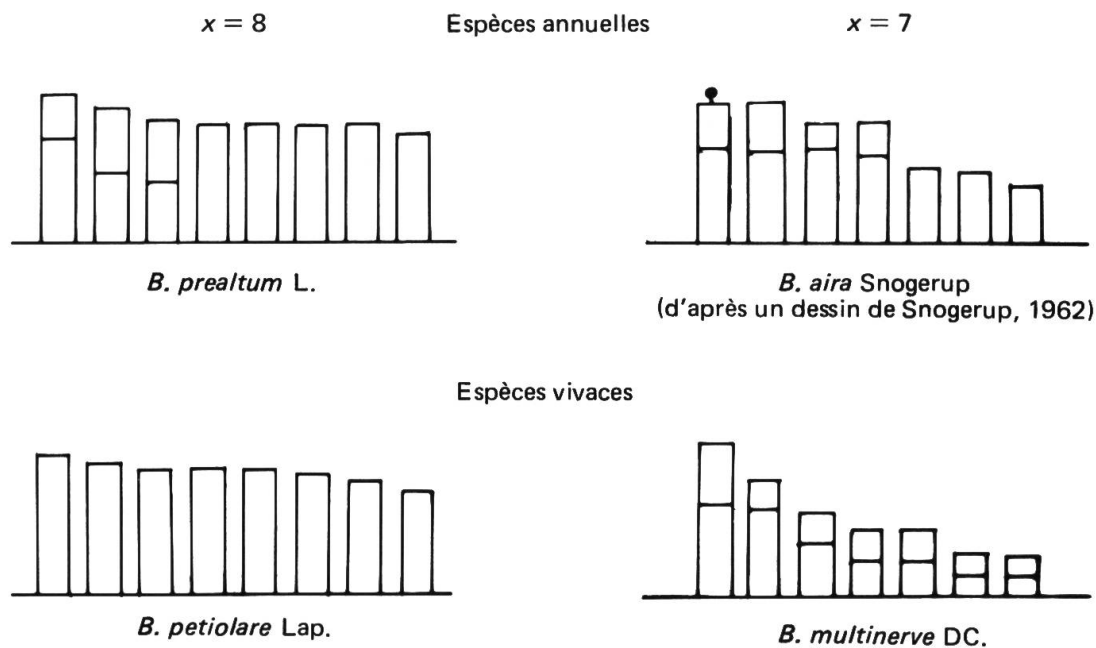 x = 8 Espèces annuelles x = 7
B. prealtum L.
B. aira Snogerup
(d'après un dessin de Snogerup, 1962)
Espèces vivaces
B. petiolare Lap.
B. multinerve DC.